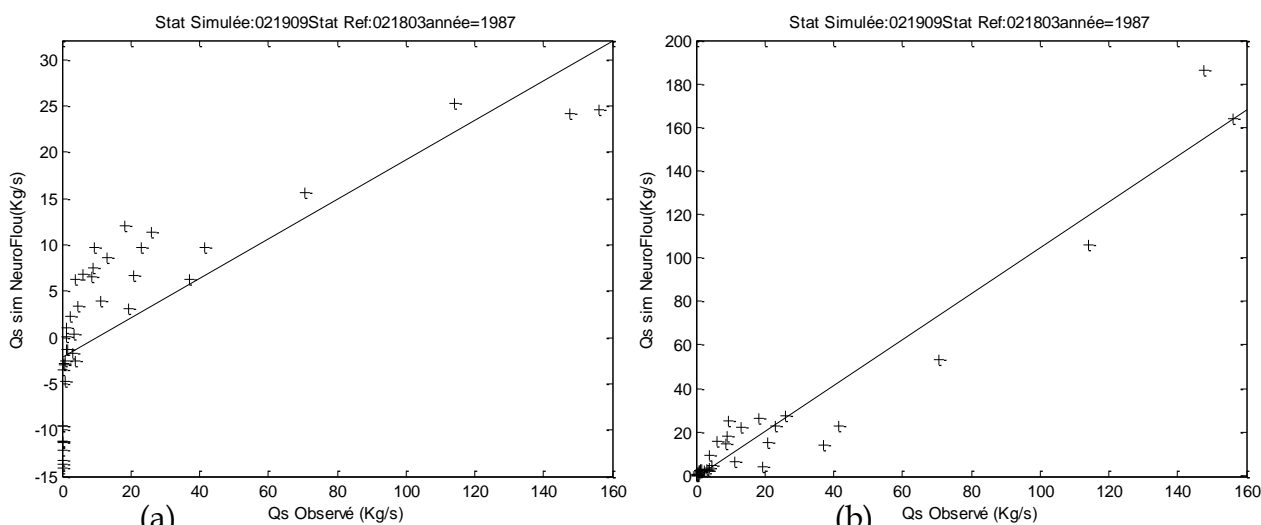 Stat Simulée:021909Stat Ref:021803année=1987
Qs sim NeuroFlou(Kg/s)
30
25
20
15
10
5
0
-5
-10
-15
0 20 40 60 80 100 120 140 160
Qs Observé (Kg/s)
(a)
Stat Simulée:021909Stat Ref:021803année=1987
Qs sim NeuroFlou(Kg/s)
200
180
160
140
120
100
80
60
40
20
0
0 20 40 60 80 100 120 140 160
Qs Observé (Kg/s)
(b)